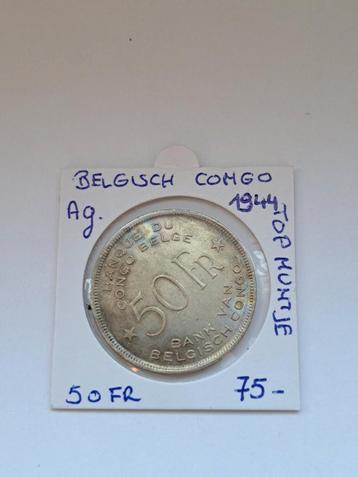 BELGISCH CONGO
Ag.
1944
TOP MUNTJE
BANQUE DU
CONGO BELGE
50 FR
BANK VAN
BELGISCH CONGO
50 FR
75-